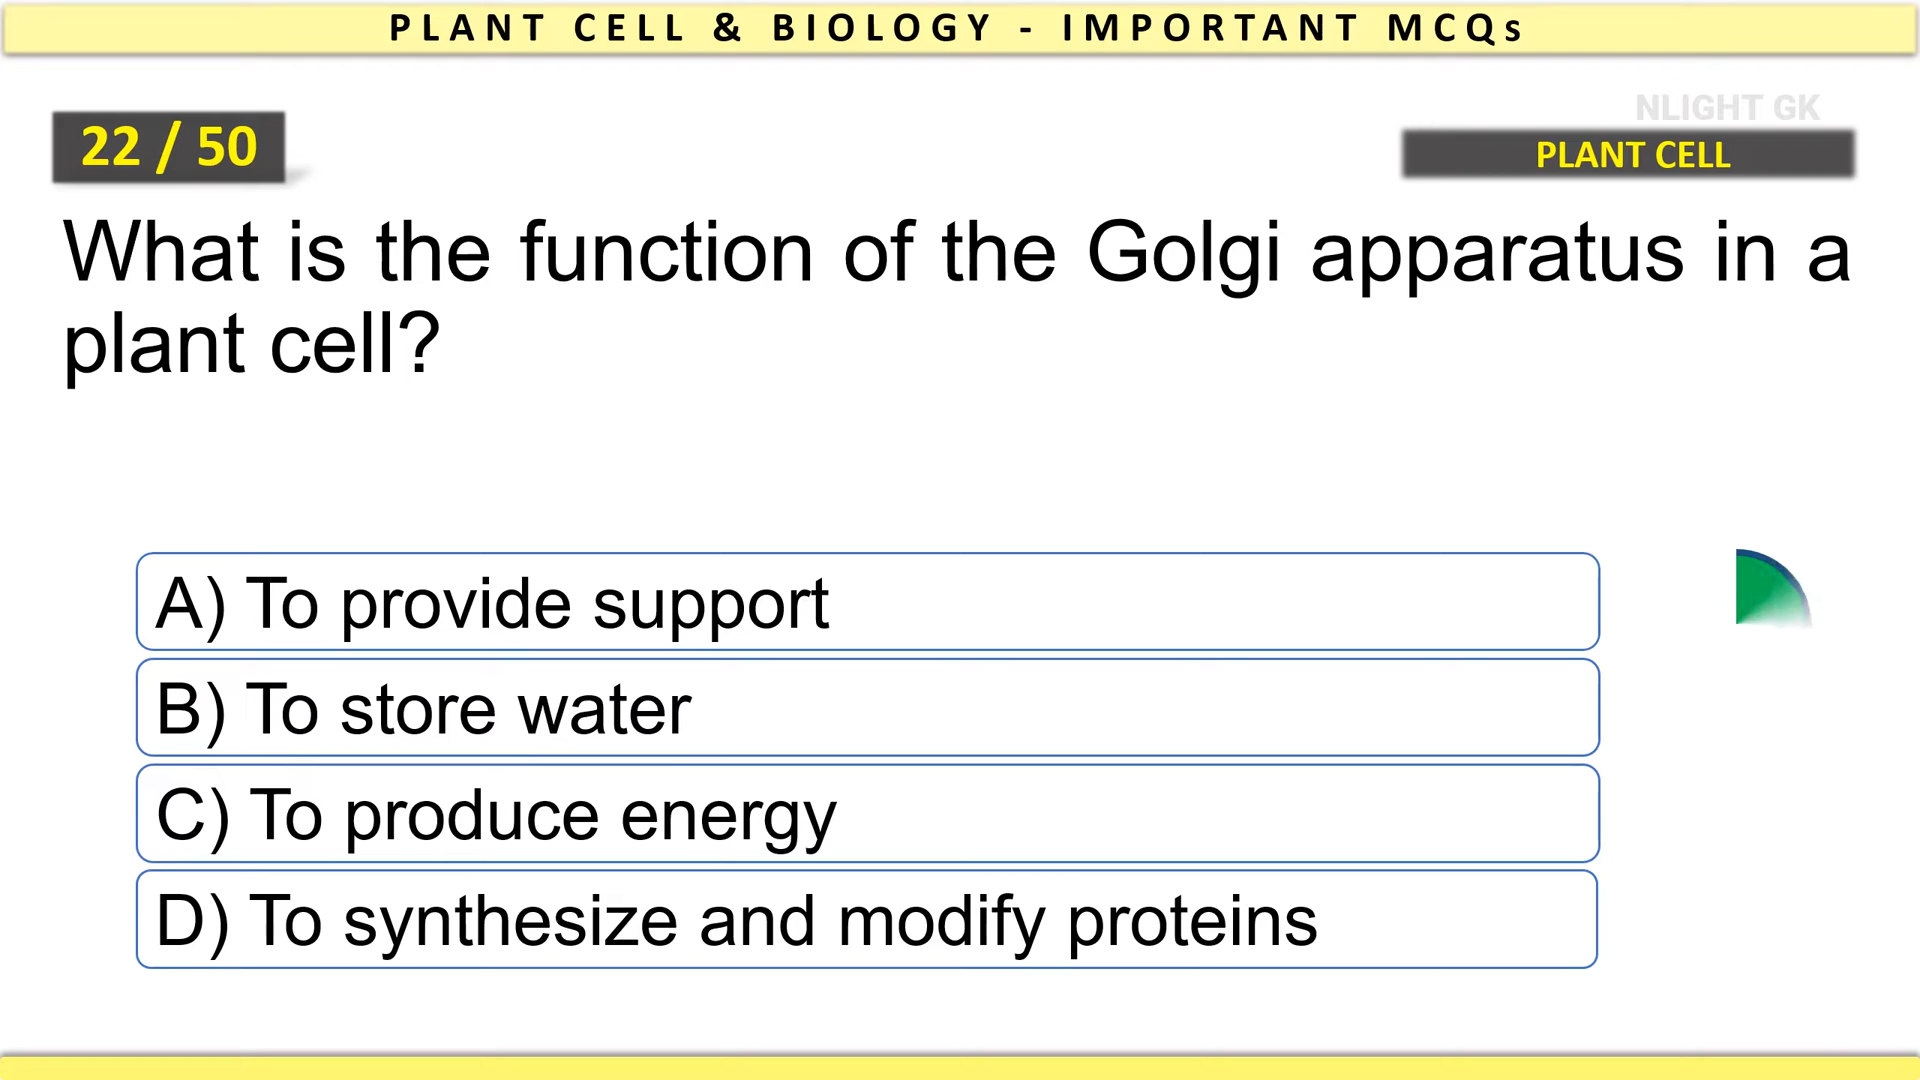 PLANT CELL & BIOLOGY - IMPORTANT MCQs
NLIGHT GK
22 / 50
PLANT CELL
What is the function of the Golgi apparatus in a
plant cell?
A) To provide support
B) To store water
C) To produce energy
D) To synthesize and modify proteins